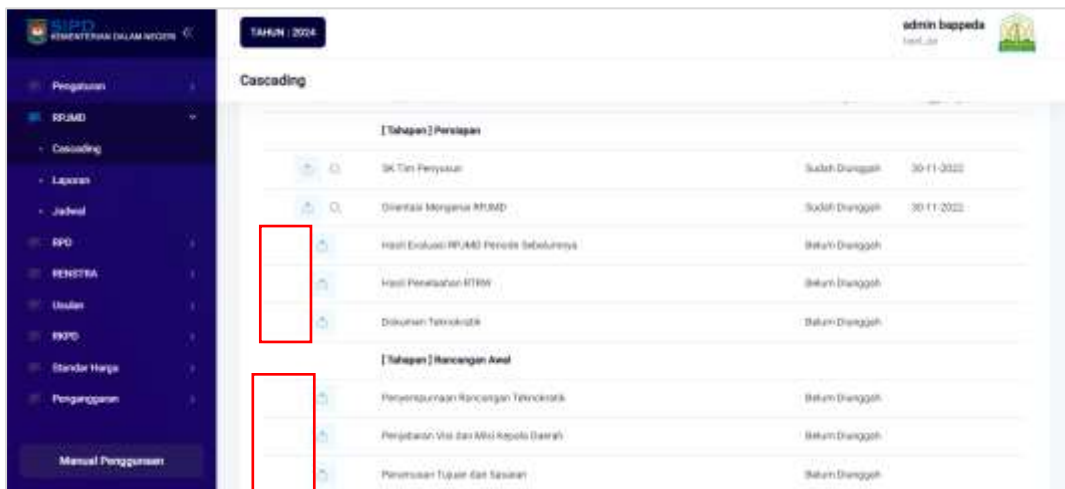 SIPD
KEMENTERIAN DALAM NEGERI
TAHUN : 2024
admin bappeda
Cascading
Pengaturan
RPJMD
Cascading
Laporan
Jadwal
RPD
RENSTRA
Usulan
RKPD
Standar Harga
Penganggaran
Manual Penggunaan
[ Tahapan ] Persiapan
SK Tim Penyusun Sudah Diunggah 30-11-2022
Orientasi Mengenai RPJMD Sudah Diunggah 30-11-2022
Hasil Evaluasi RPJMD Periode Sebelumnya Belum Diunggah
Hasil Penelaahan RTRW Belum Diunggah
Dokumen Teknokratik Belum Diunggah
[ Tahapan ] Rancangan Awal
Penyempurnaan Rancangan Teknokratik Belum Diunggah
Penjabaran Visi dan Misi Kepala Daerah Belum Diunggah
Perumusan Tujuan dan Sasaran Belum Diunggah